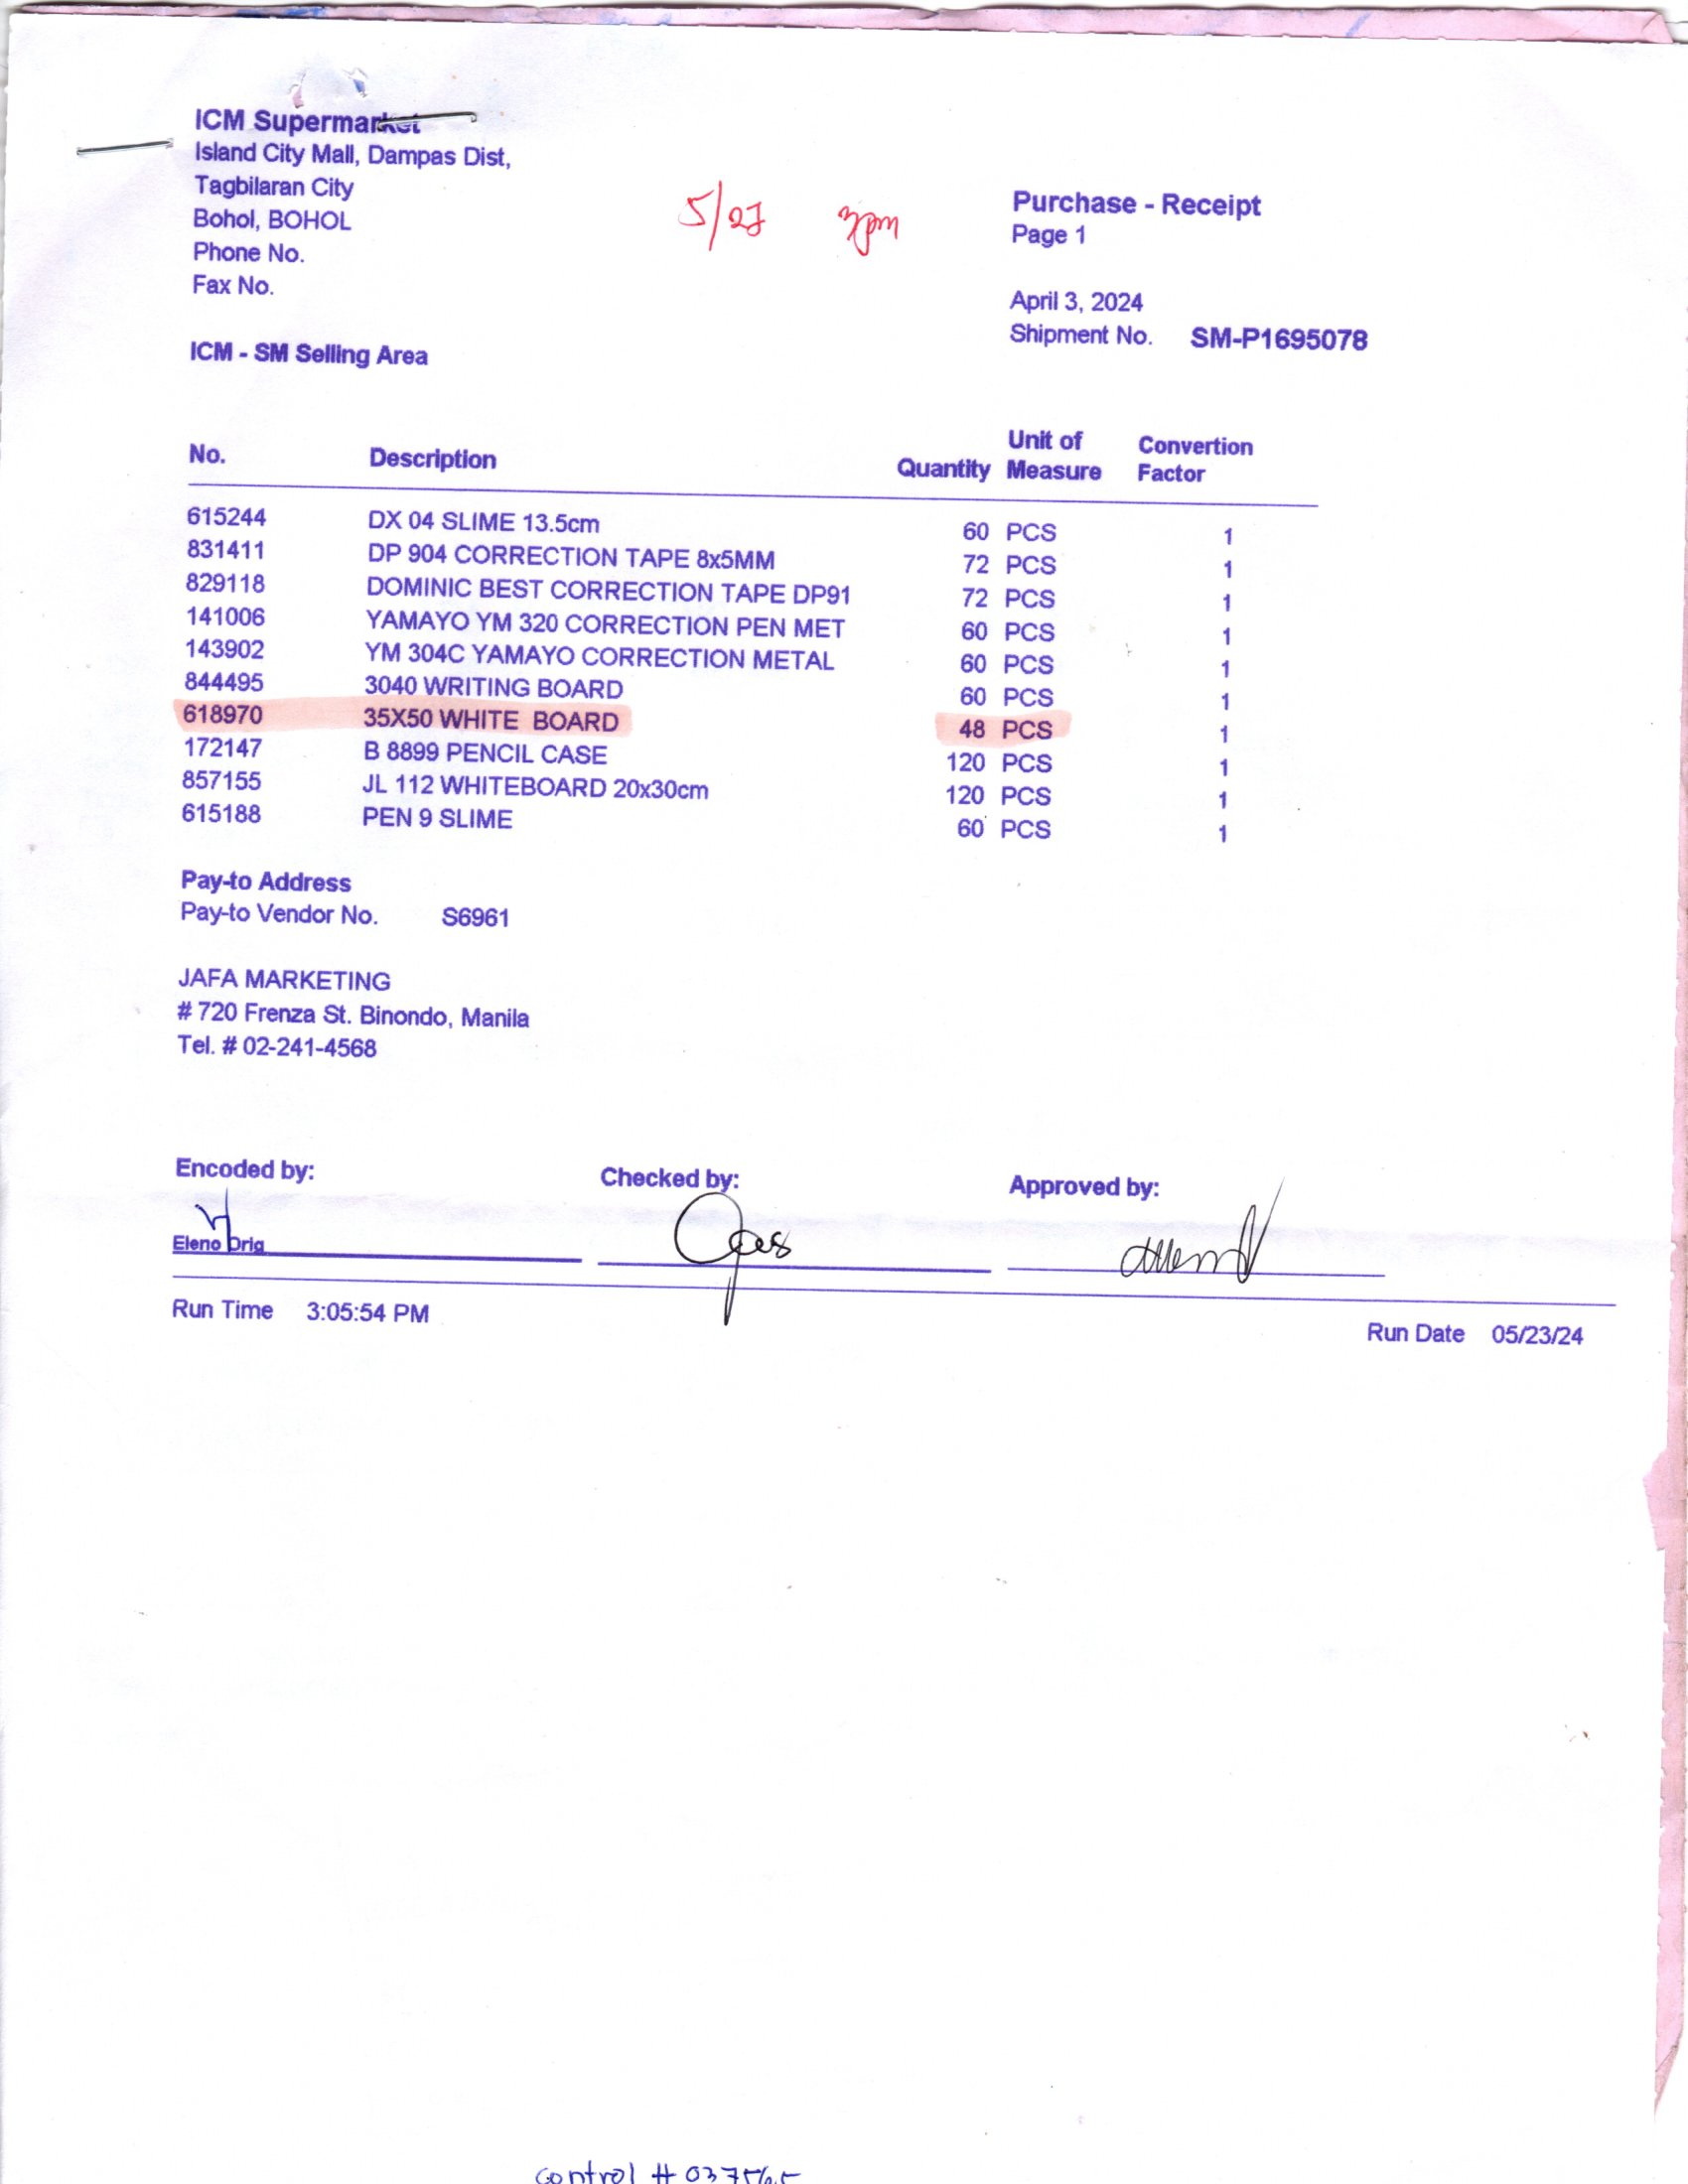 ICM Supermarket
Island City Mall, Dampas Dist,
Tagbilaran City
Bohol, BOHOL
Phone No.
Fax No.
5/27 3pm
Purchase - Receipt
Page 1
April 3, 2024
Shipment No. SM-P1695078
ICM - SM Selling Area
No. Description Quantity Unit of Measure Convertion Factor
615244 DX 04 SLIME 13.5cm 60 PCS 1
831411 DP 904 CORRECTION TAPE 8x5MM 72 PCS 1
829118 DOMINIC BEST CORRECTION TAPE DP91 72 PCS 1
141006 YAMAYO YM 320 CORRECTION PEN MET 60 PCS 1
143902 YM 304C YAMAYO CORRECTION METAL 60 PCS 1
844495 3040 WRITING BOARD 60 PCS 1
618970 35X50 WHITE BOARD 48 PCS 1
172147 B 8899 PENCIL CASE 120 PCS 1
857155 JL 112 WHITEBOARD 20x30cm 120 PCS 1
615188 PEN 9 SLIME 60 PCS 1
Pay-to Address
Pay-to Vendor No. S6961
JAFA MARKETING
# 720 Frenza St. Binondo, Manila
Tel. # 02-241-4568
Encoded by: Checked by: Approved by:
Eleno Orig
Run Time 3:05:54 PM
Run Date 05/23/24
Control # 037565